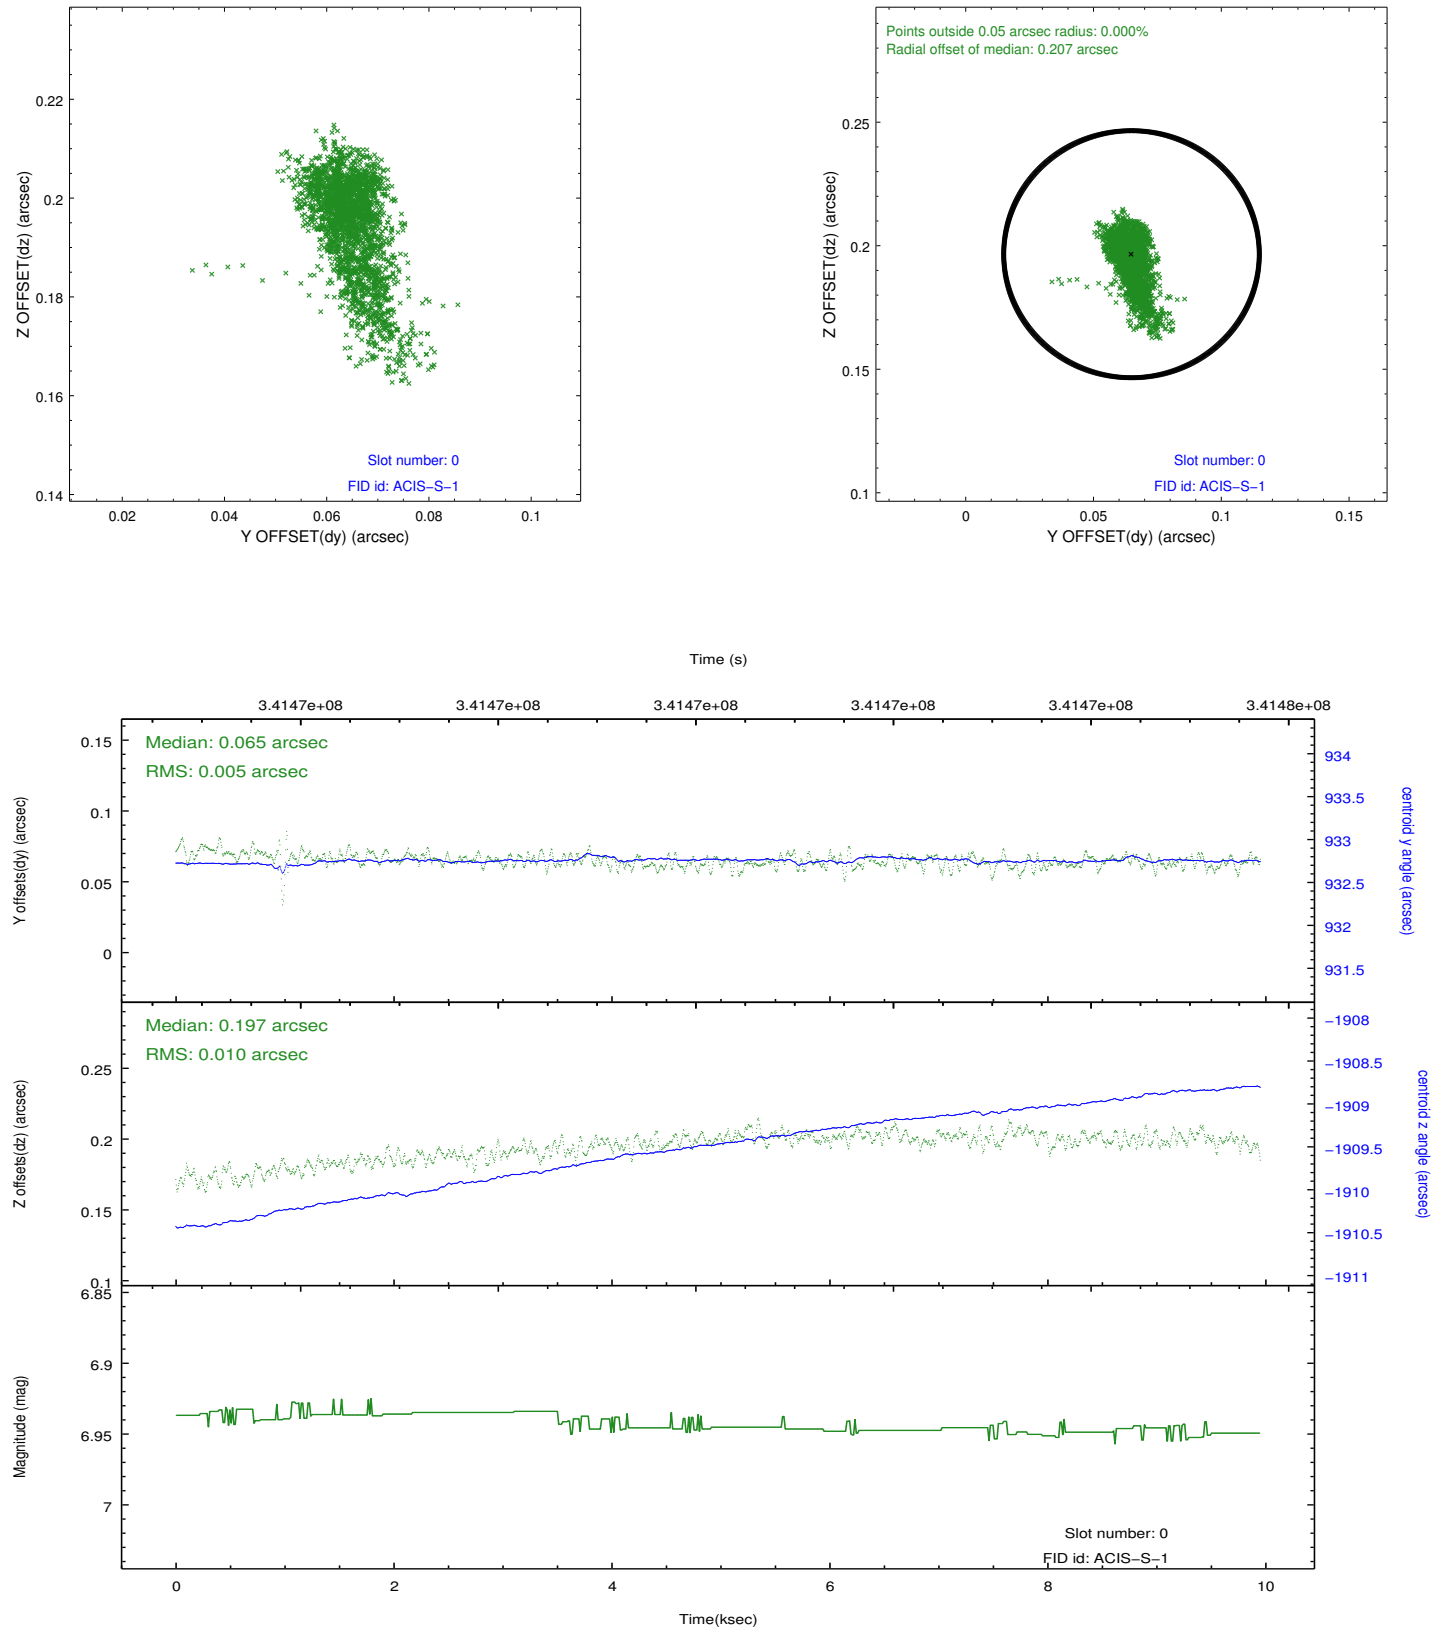 0.22
0.2
0.18
0.16
0.14
Z OFFSET(dz) (arcsec)
Slot number: 0
FID id: ACIS−S−1
0.02 0.04 0.06 0.08 0.1
Y OFFSET(dy) (arcsec)
Points outside 0.05 arcsec radius: 0.000%
Radial offset of median: 0.207 arcsec
0.25
0.2
0.15
0.1
Z OFFSET(dz) (arcsec)
Slot number: 0
FID id: ACIS−S−1
0 0.05 0.1 0.15
Y OFFSET(dy) (arcsec)
Time (s)
3.4147e+08 3.4147e+08 3.4147e+08 3.4147e+08 3.4147e+08 3.4148e+08
Median: 0.065 arcsec
RMS: 0.005 arcsec
0.15
0.1
0.05
0
Y offsets(dy) (arcsec)
934
933.5
933
932.5
932
931.5
centroid y angle (arcsec)
Median: 0.197 arcsec
RMS: 0.010 arcsec
0.25
0.2
0.15
0.1
Z offsets(dz) (arcsec)
−1908
−1908.5
−1909
−1909.5
−1910
−1910.5
−1911
centroid z angle (arcsec)
6.85
6.9
6.95
7
Magnitude (mag)
Slot number: 0
FID id: ACIS−S−1
0 2 4 6 8 10
Time(ksec)